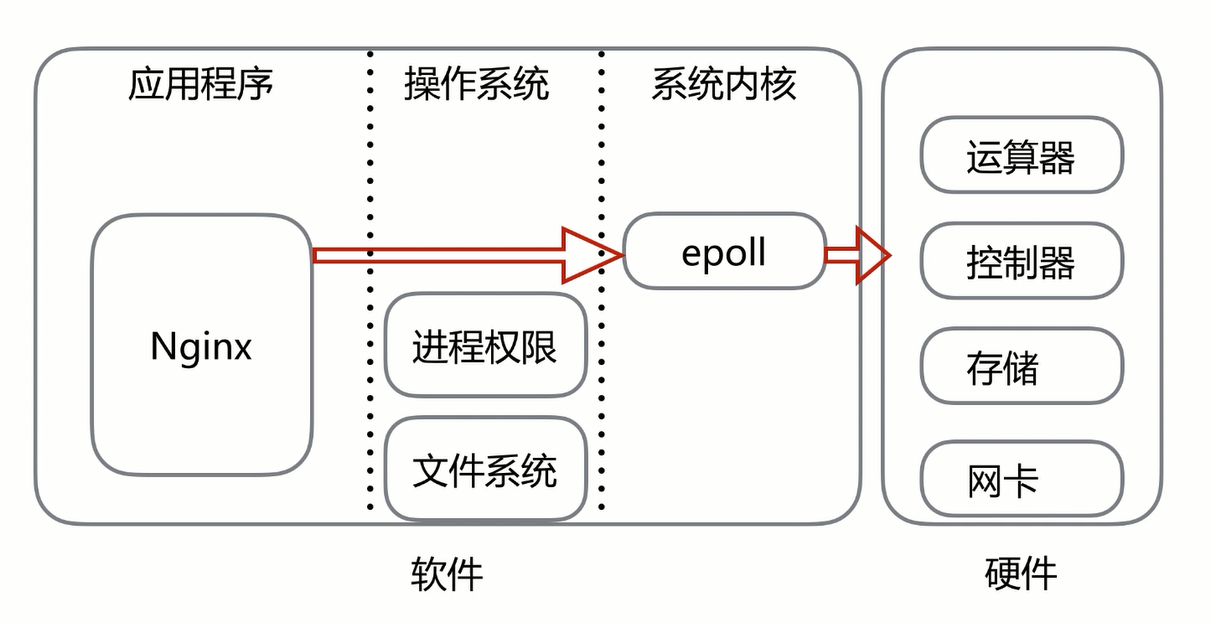 应用程序
操作系统
系统内核
Nginx
进程权限
文件系统
epoll
运算器
控制器
存储
网卡
软件
硬件